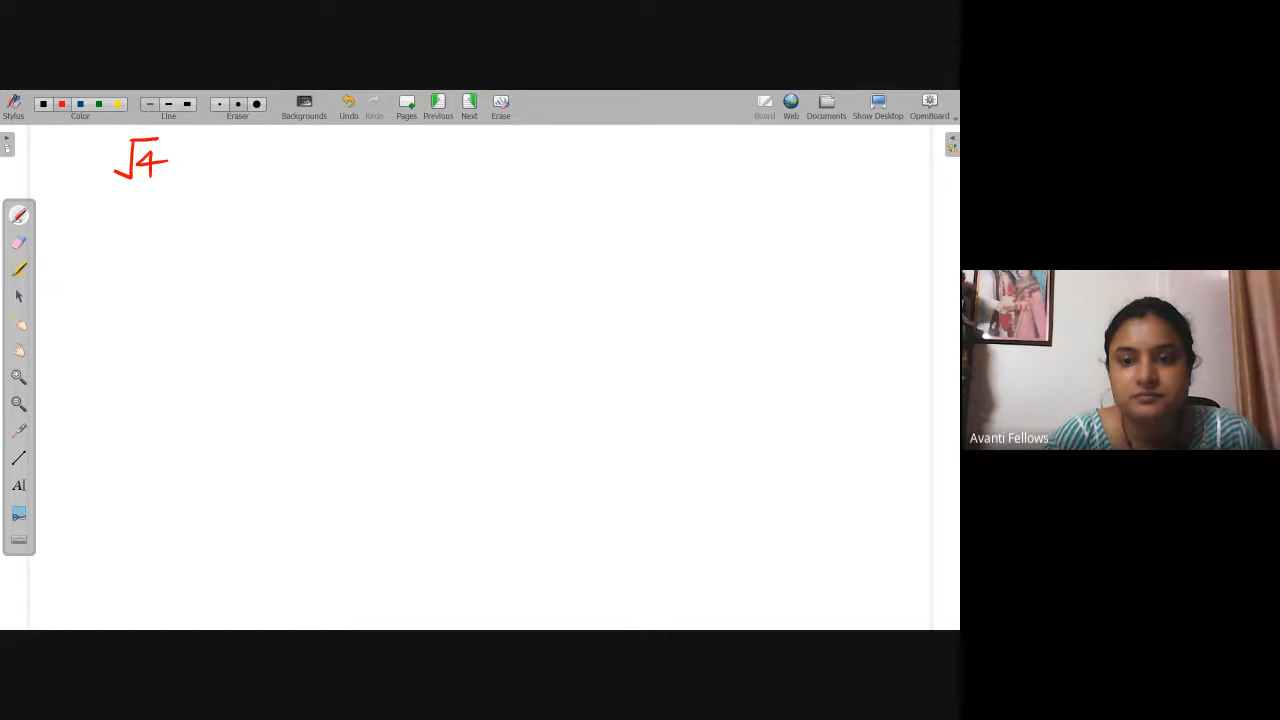 Stylus
Color
Line
Eraser
Backgrounds
Undo
Redo
Pages
Previous
Next
Erase
Board
Web
Documents
Show Desktop
OpenBoard
√4
A
Avanti Fellows